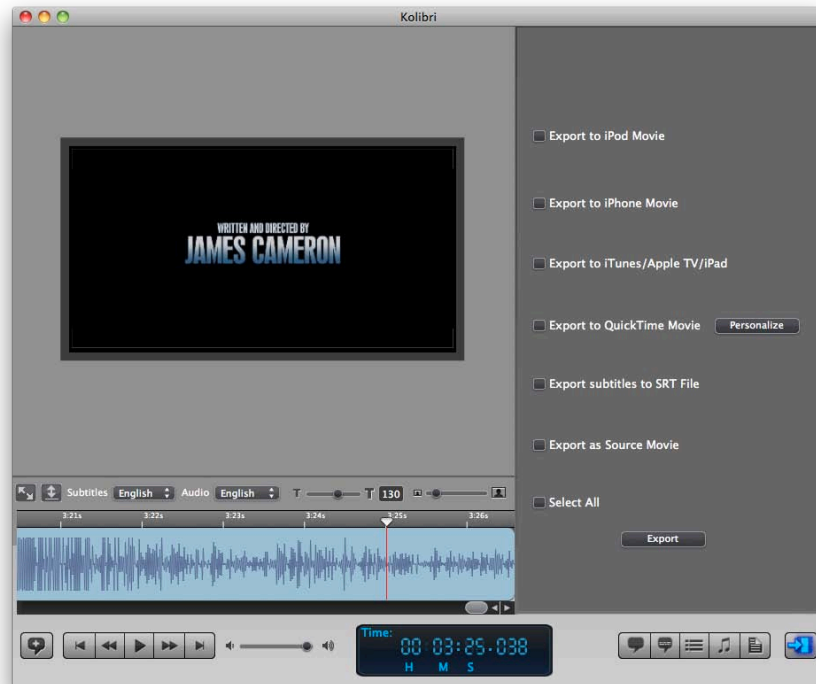 Kolibri
WRITTEN AND DIRECTED BY
JAMES CAMERON
Export to iPod Movie
Export to iPhone Movie
Export to iTunes/Apple TV/iPad
Export to QuickTime Movie
Personalize
Export subtitles to SRT File
Export as Source Movie
Select All
Export
Subtitles English Audio English T T 130
3:21s 3:22s 3:23s 3:24s 3:25s 3:26s
Time:
00 03:25.038
H M S